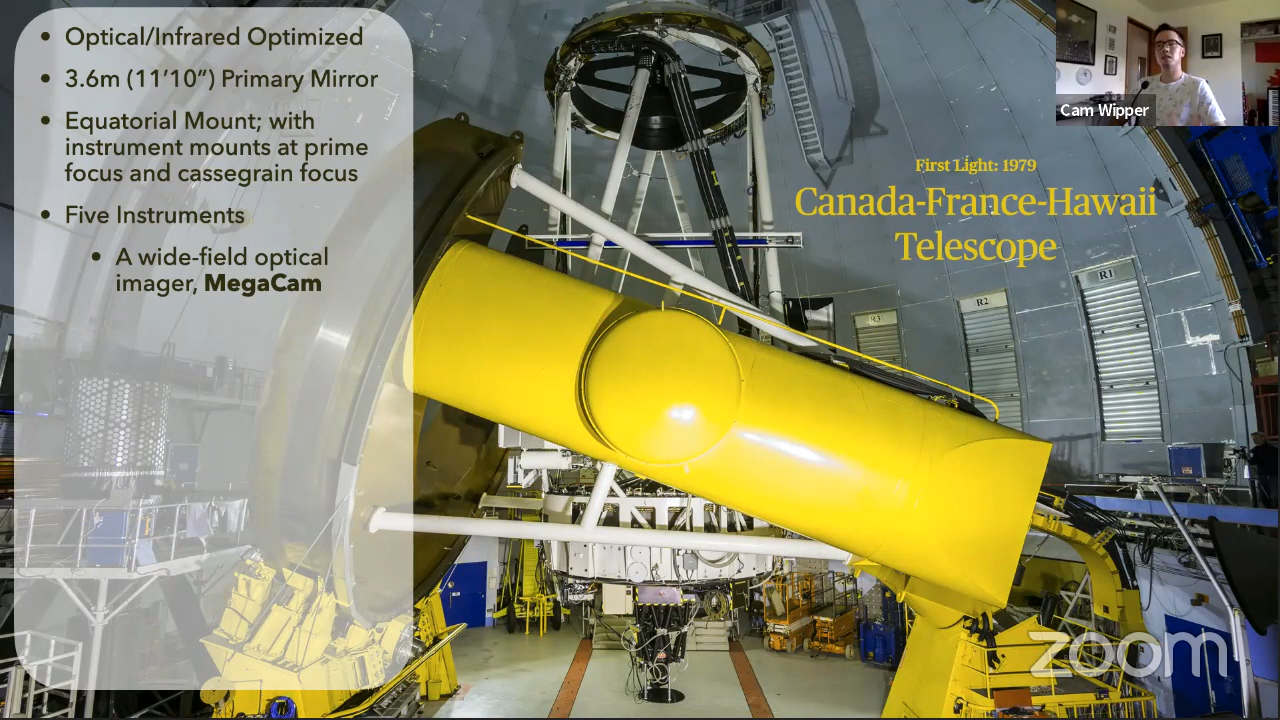 • Optical/Infrared Optimized
• 3.6m (11’10”) Primary Mirror
• Equatorial Mount; with
instrument mounts at prime
focus and cassegrain focus
• Five Instruments
• A wide-field optical
imager, MegaCam
Cam Wipper
First Light: 1979
Canada-France-Hawaii
Telescope
R1
R2
R3
zoom